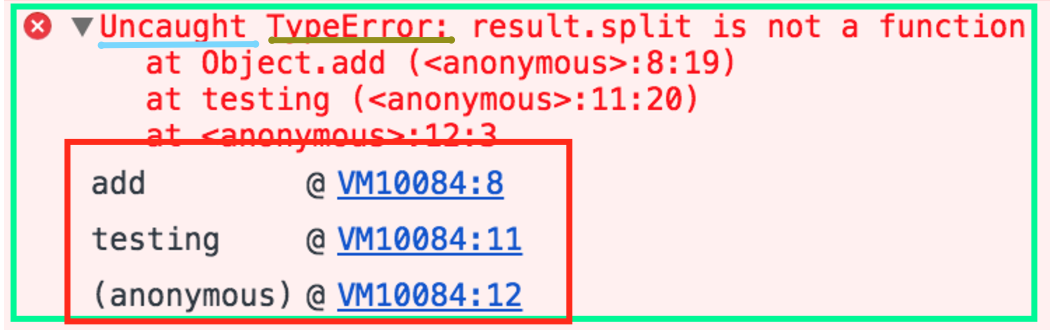 Uncaught TypeError: result.split is not a function
at Object.add (<anonymous>:8:19)
at testing (<anonymous>:11:20)
at <anonymous>:12:3
add @ VM10084:8
testing @ VM10084:11
(anonymous) @ VM10084:12